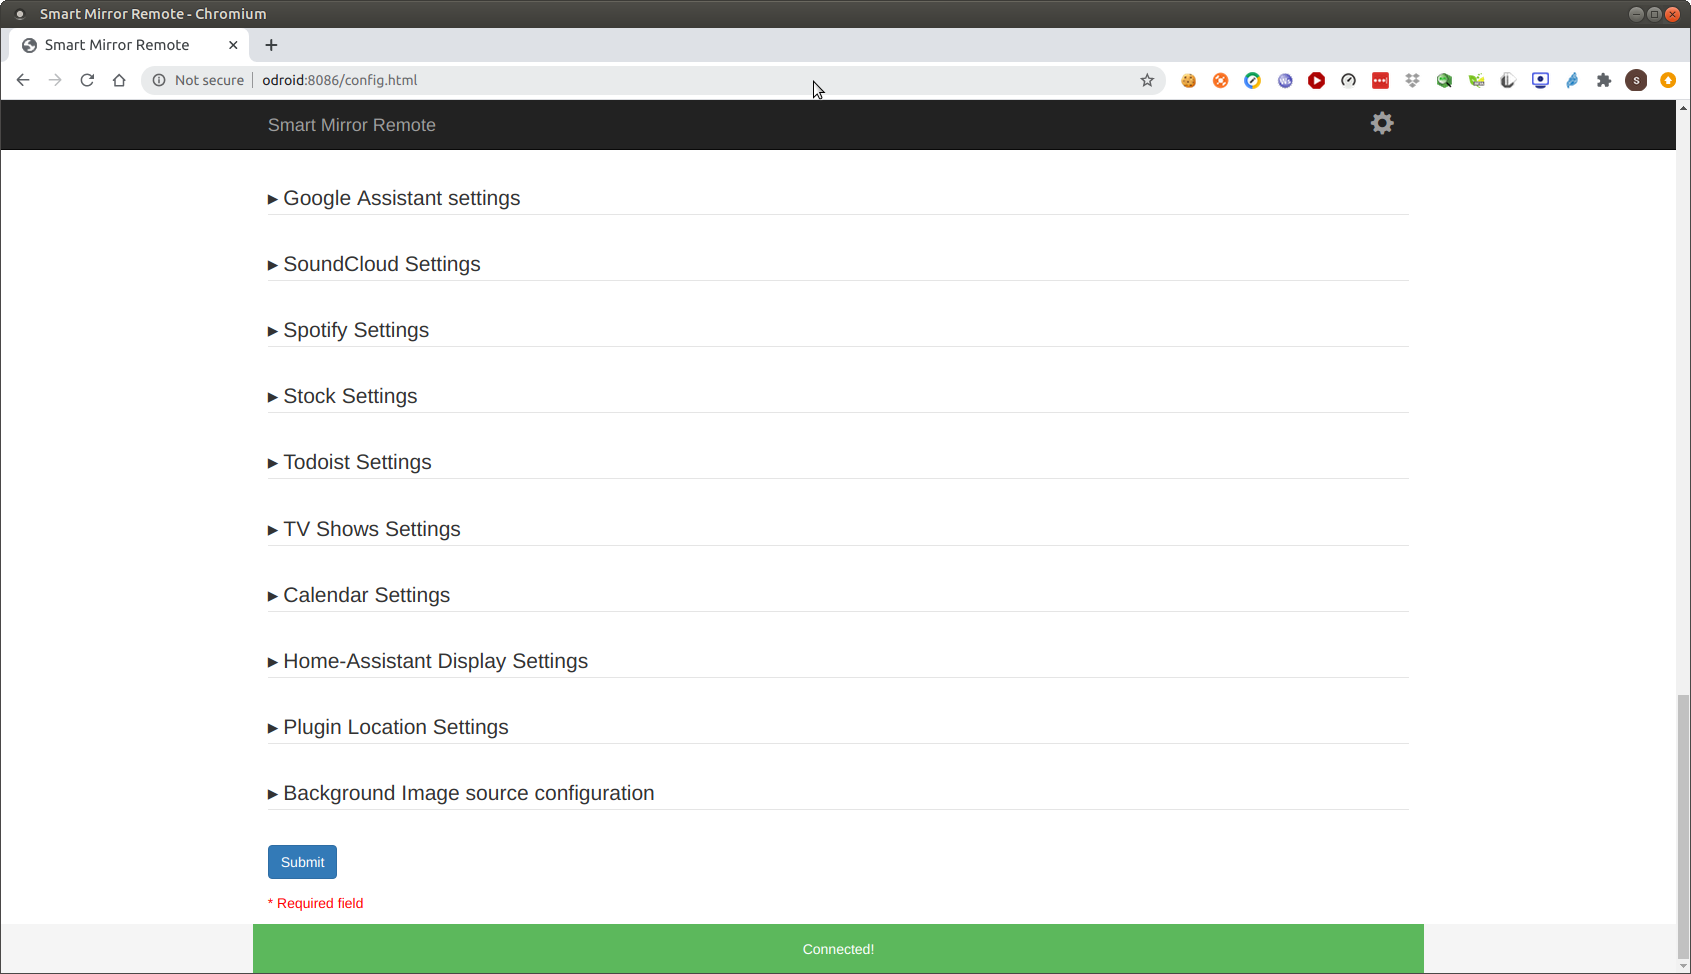 Smart Mirror Remote - Chromium
Smart Mirror Remote
Not secure odroid:8086/config.html
S
Smart Mirror Remote
Google Assistant settings
SoundCloud Settings
Spotify Settings
Stock Settings
Todoist Settings
TV Shows Settings
Calendar Settings
Home-Assistant Display Settings
Plugin Location Settings
Background Image source configuration
Submit
* Required field
Connected!